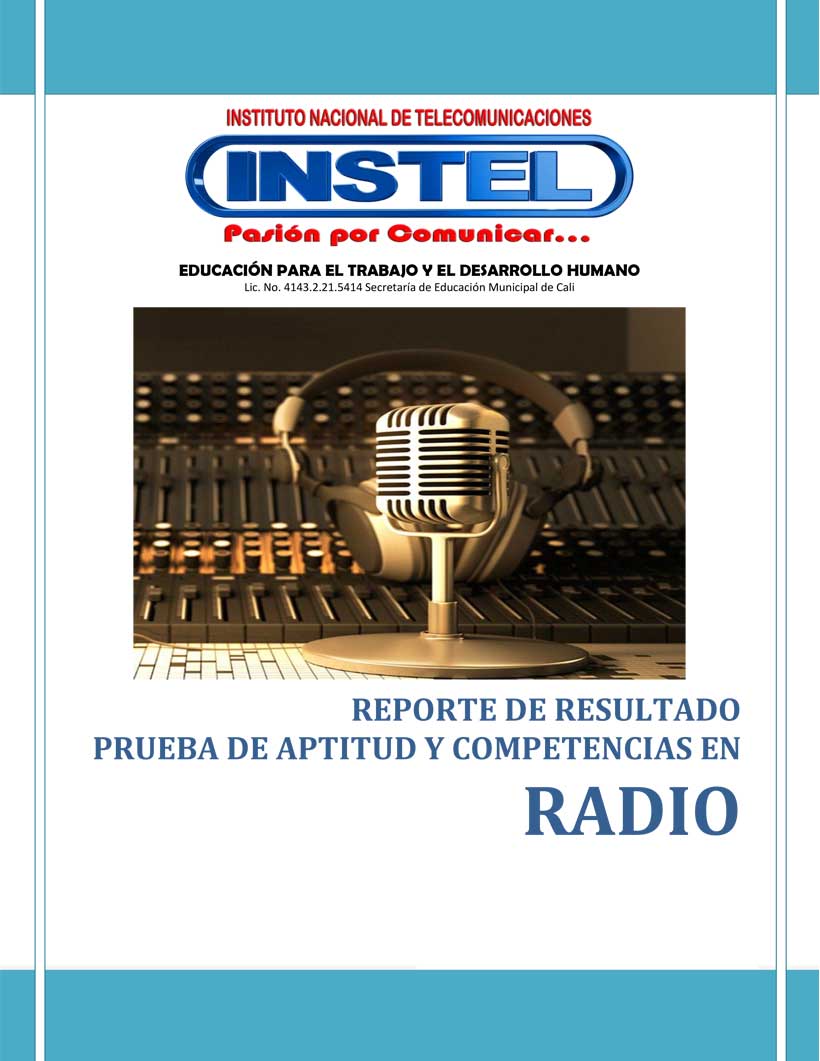 INSTITUTO NACIONAL DE TELECOMUNICACIONES
INSTEL
Pasión por Comunicar...
EDUCACIÓN PARA EL TRABAJO Y EL DESARROLLO HUMANO
Lic. No. 4143.2.21.5414 Secretaría de Educación Municipal de Cali
REPORTE DE RESULTADO
PRUEBA DE APTITUD Y COMPETENCIAS EN
RADIO